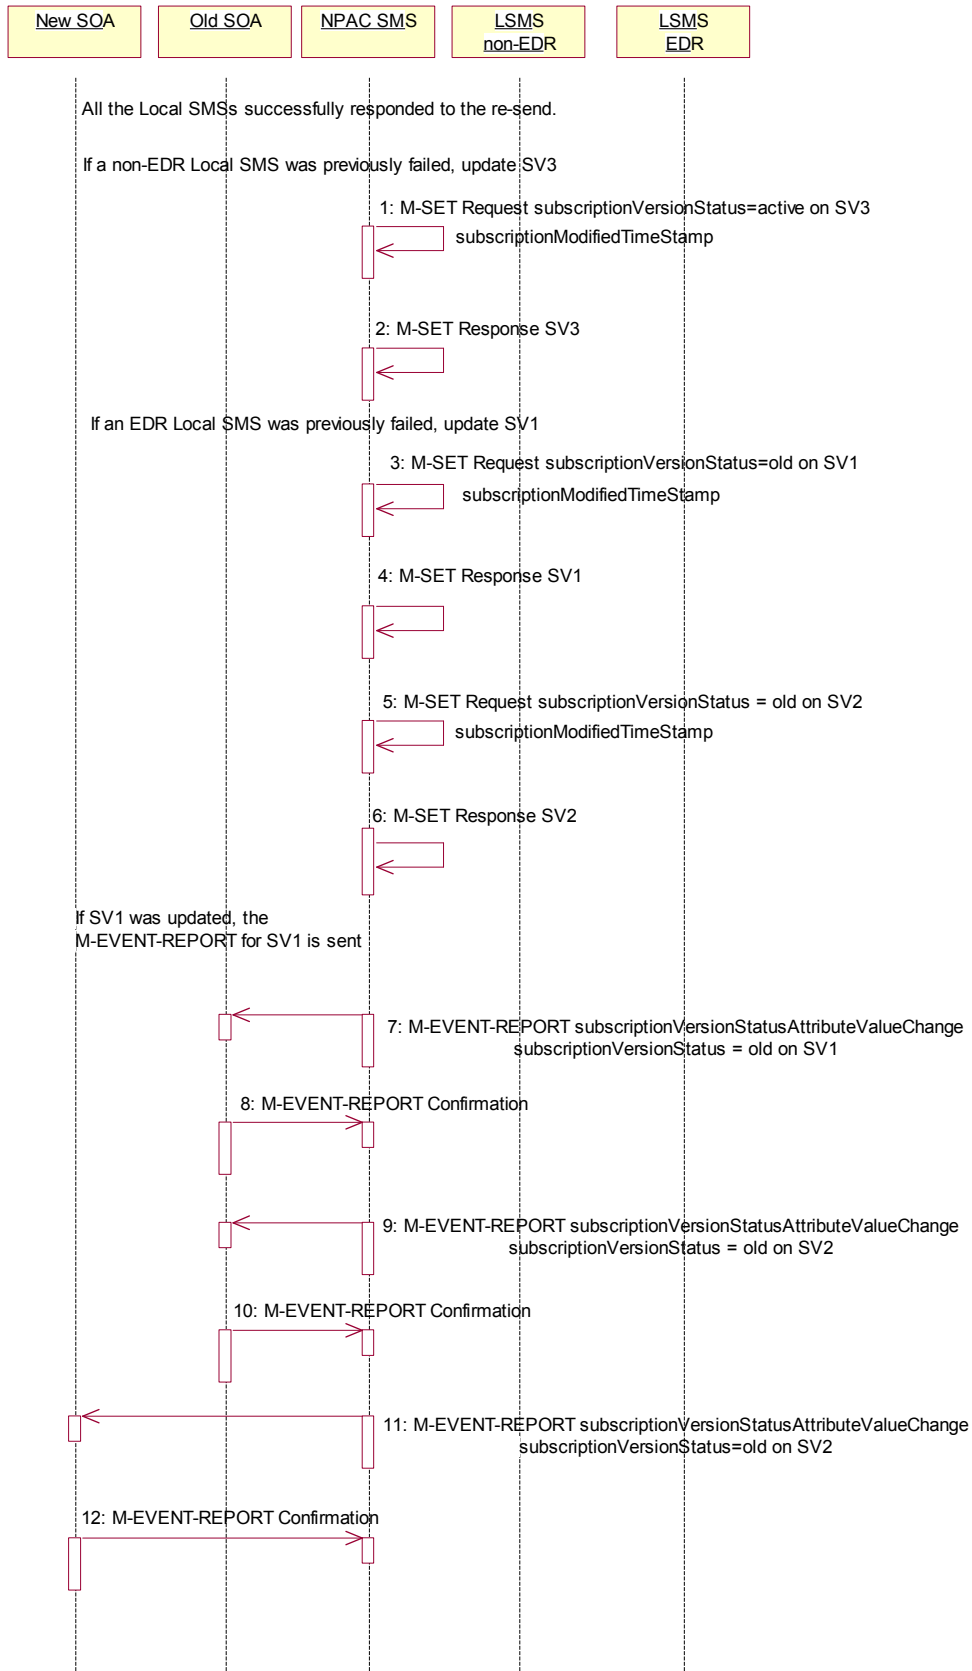 New SOA
Old SOA
NPAC SMS
LSMS
non-EDR
LSMS
EDR
All the Local SMSs successfully responded to the re-send.
If a non-EDR Local SMS was previously failed, update SV3
1: M-SET Request subscriptionVersionStatus=active on SV3
subscriptionModifiedTimeStamp
2: M-SET Response SV3
If an EDR Local SMS was previously failed, update SV1
3: M-SET Request subscriptionVersionStatus=old on SV1
subscriptionModifiedTimeStamp
4: M-SET Response SV1
5: M-SET Request subscriptionVersionStatus = old on SV2
subscriptionModifiedTimeStamp
6: M-SET Response SV2
If SV1 was updated, the
M-EVENT-REPORT for SV1 is sent
7: M-EVENT-REPORT subscriptionVersionStatusAttributeValueChange
subscriptionVersionStatus = old on SV1
8: M-EVENT-REPORT Confirmation
9: M-EVENT-REPORT subscriptionVersionStatusAttributeValueChange
subscriptionVersionStatus = old on SV2
10: M-EVENT-REPORT Confirmation
11: M-EVENT-REPORT subscriptionVersionStatusAttributeValueChange
subscriptionVersionStatus=old on SV2
12: M-EVENT-REPORT Confirmation